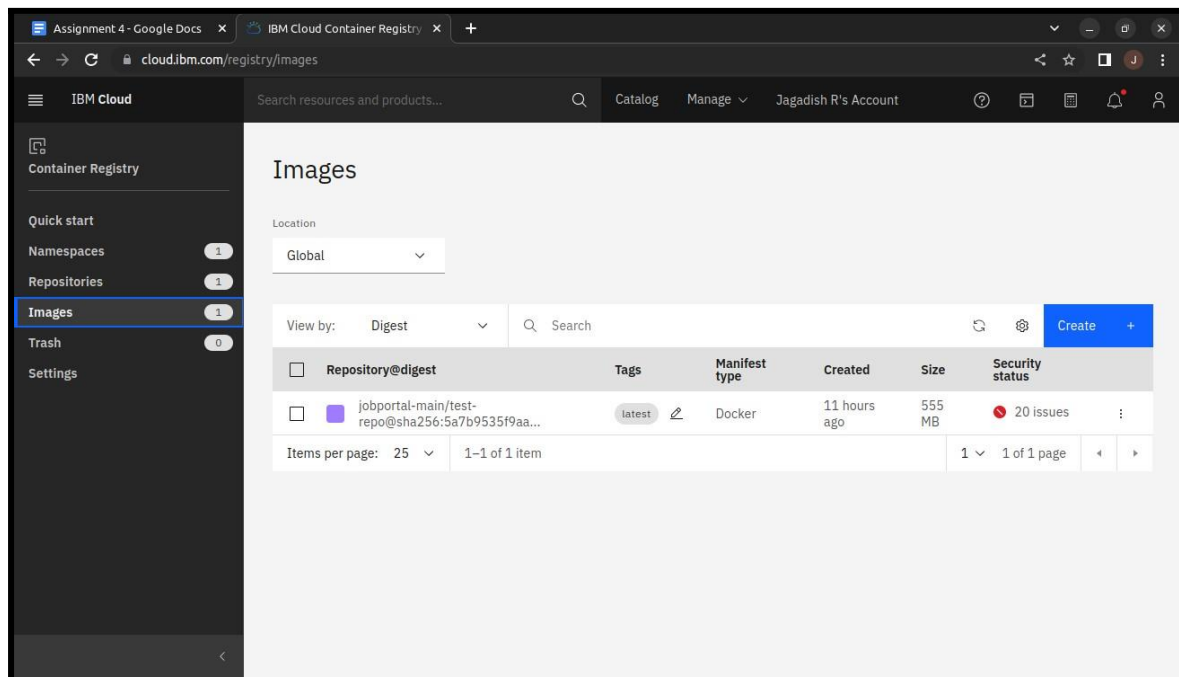 Assignment 4 - Google Docs
IBM Cloud Container Registry
cloud.ibm.com/registry/images
J
IBM Cloud
Search resources and products...
Catalog
Manage
Jagadish R's Account
Container Registry
Quick start
Namespaces 1
Repositories 1
Images 1
Trash 0
Settings
Images
Location
Global
View by: Digest
Search
Create +
Repository@digest Tags Manifest type Created Size Security status
jobportal-main/test-
repo@sha256:5a7b9535f9aa...
latest
Docker
11 hours
ago
555
MB
20 issues
Items per page: 25
1–1 of 1 item
1
1 of 1 page